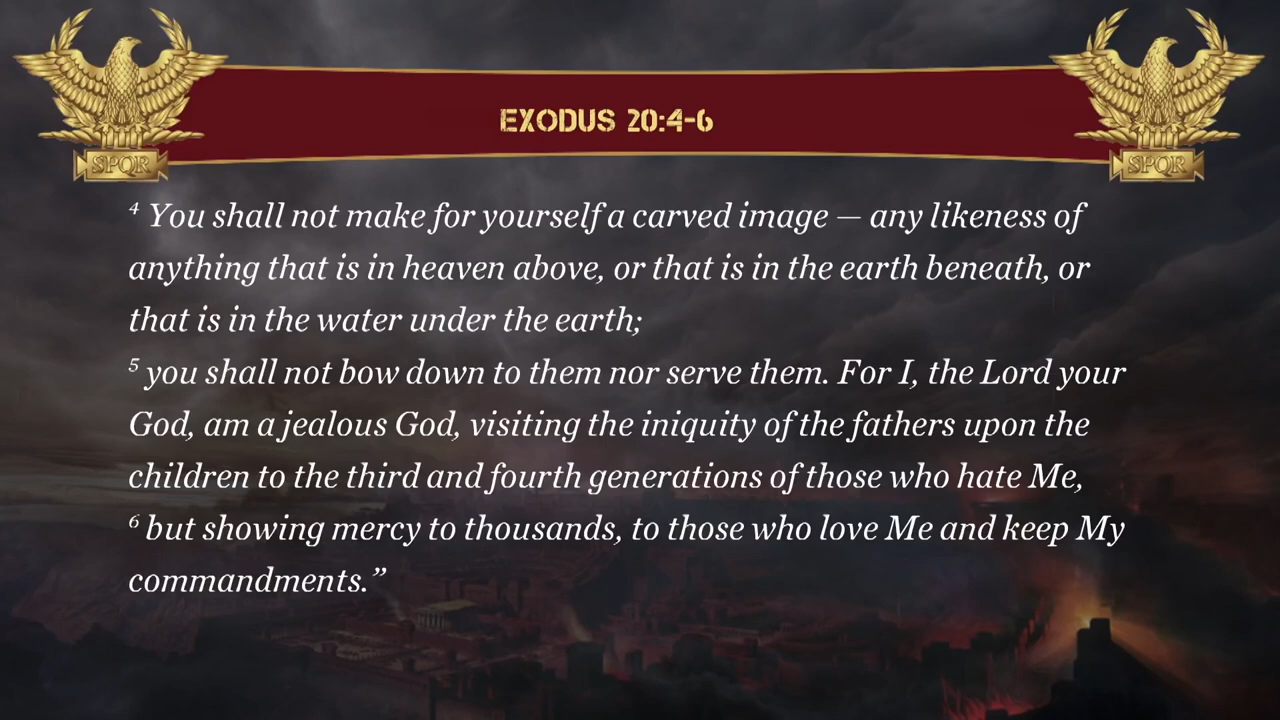 EXODUS 20:4-6
SPQR
SPQR
⁴ You shall not make for yourself a carved image — any likeness of
anything that is in heaven above, or that is in the earth beneath, or
that is in the water under the earth;
⁵ you shall not bow down to them nor serve them. For I, the Lord your
God, am a jealous God, visiting the iniquity of the fathers upon the
children to the third and fourth generations of those who hate Me,
⁶ but showing mercy to thousands, to those who love Me and keep My
commandments.”